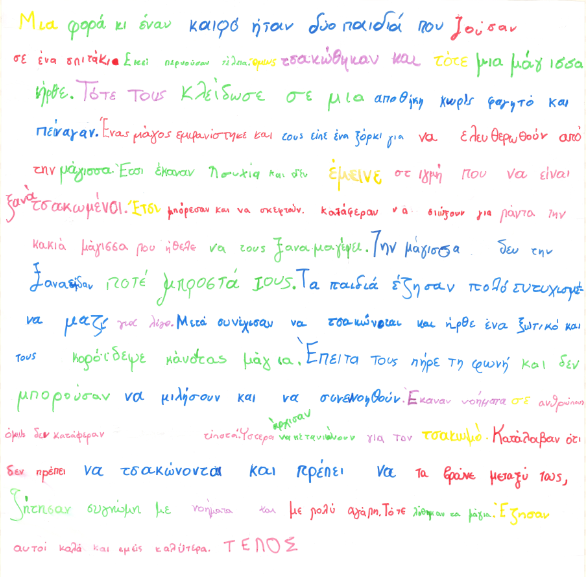 Μια φορά κι έναν καιρό ήταν δύο παιδιά που ζούσαν
σε ένα σπιτάκι. Εκεί περνούσαν τέλεια. όμως τσακώθηκαν και τότε μια μάγισσα
ήρθε. Τότε τους κλείδωσε σε μια αποθήκη χωρίς φαγητό και
πείναγαν. Ένας μάγος εμφανίστηκε και τους είπε ένα ξόρκι για να ελευθερωθούν από
την μάγισσα. Έτσι έκαναν ησυχία και δεν έμεινε στιγμή που να είναι
ξανά τσακωμένοι. Έτσι μπόρεσαν και να σκεφτούν. κατάφεραν να διώξουν για πάντα την
κακιά μάγισσα που ήθελε να τους ξαναμαγέψει. Την μάγισσα δεν την
ξαναείδαν ποτέ μπροστά τους. Τα παιδιά έζησαν πολύ ευτυχισμέ-
να μαζί για λίγο. Μετά συνέχισαν να τσακώνονται και ήρθε ένα ξωτικό και
τους κορόιδεψε κάνοντας μάγια. Έπειτα τους πήρε τη φωνή και δεν
μπορούσαν να μιλήσουν και να συνεννοηθούν. Έκαναν νοήματα σε ανθρώπους
όμως δεν κατάφεραν τίποτα. Ύστερα άρχισαν να μετανιώνουν για τον τσακωμό. Κατάλαβαν ότι
δεν πρέπει να τσακώνονται και πρέπει να τα βρανε μεταξύ τους,
ζήτησαν συγνώμη με νοήματα και με πολύ αγάπη. Τότε λύθηκαν τα μάγια. Έζησαν
αυτοί καλά και εμείς καλύτερα. ΤΕΛΟΣ